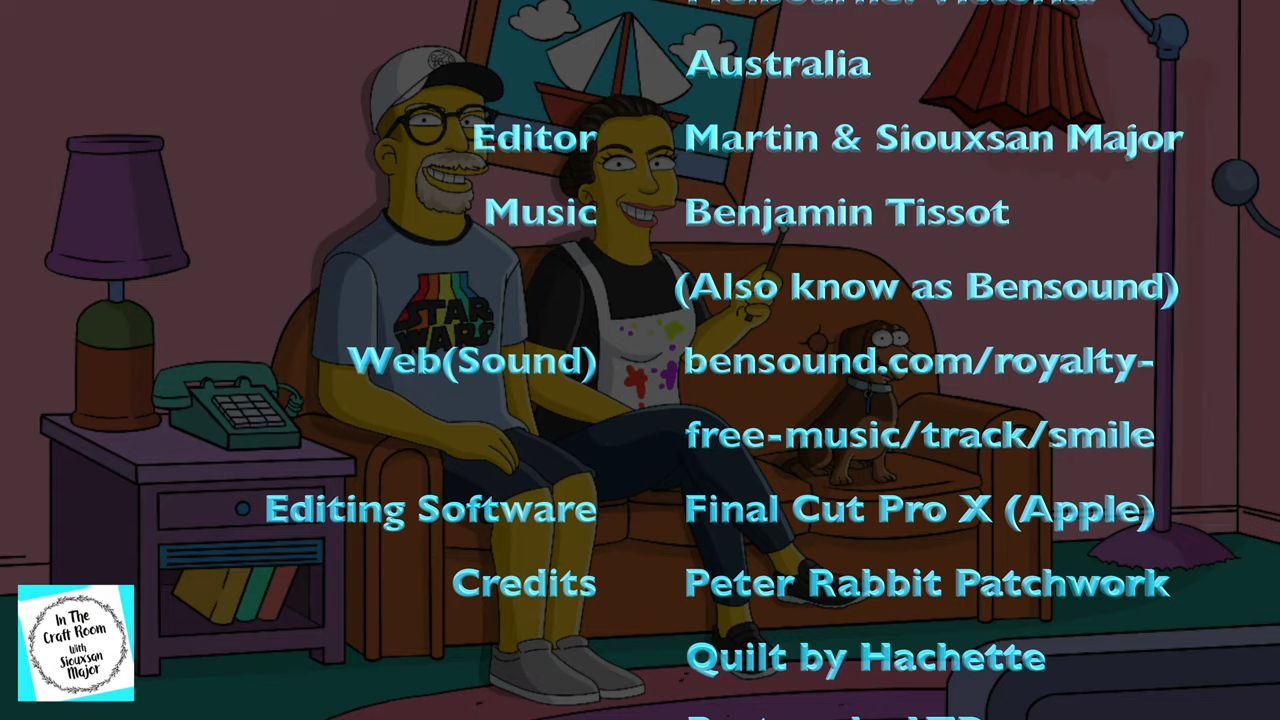 Australia
Editor Martin & Siouxsan Major
Music Benjamin Tissot
(Also know as Bensound)
Web(Sound) bensound.com/royalty-
free-music/track/smile
Editing Software Final Cut Pro X (Apple)
Credits Peter Rabbit Patchwork
Quilt by Hachette
STAR
WARS
In The
Craft Room
With
Siouxsan
Major